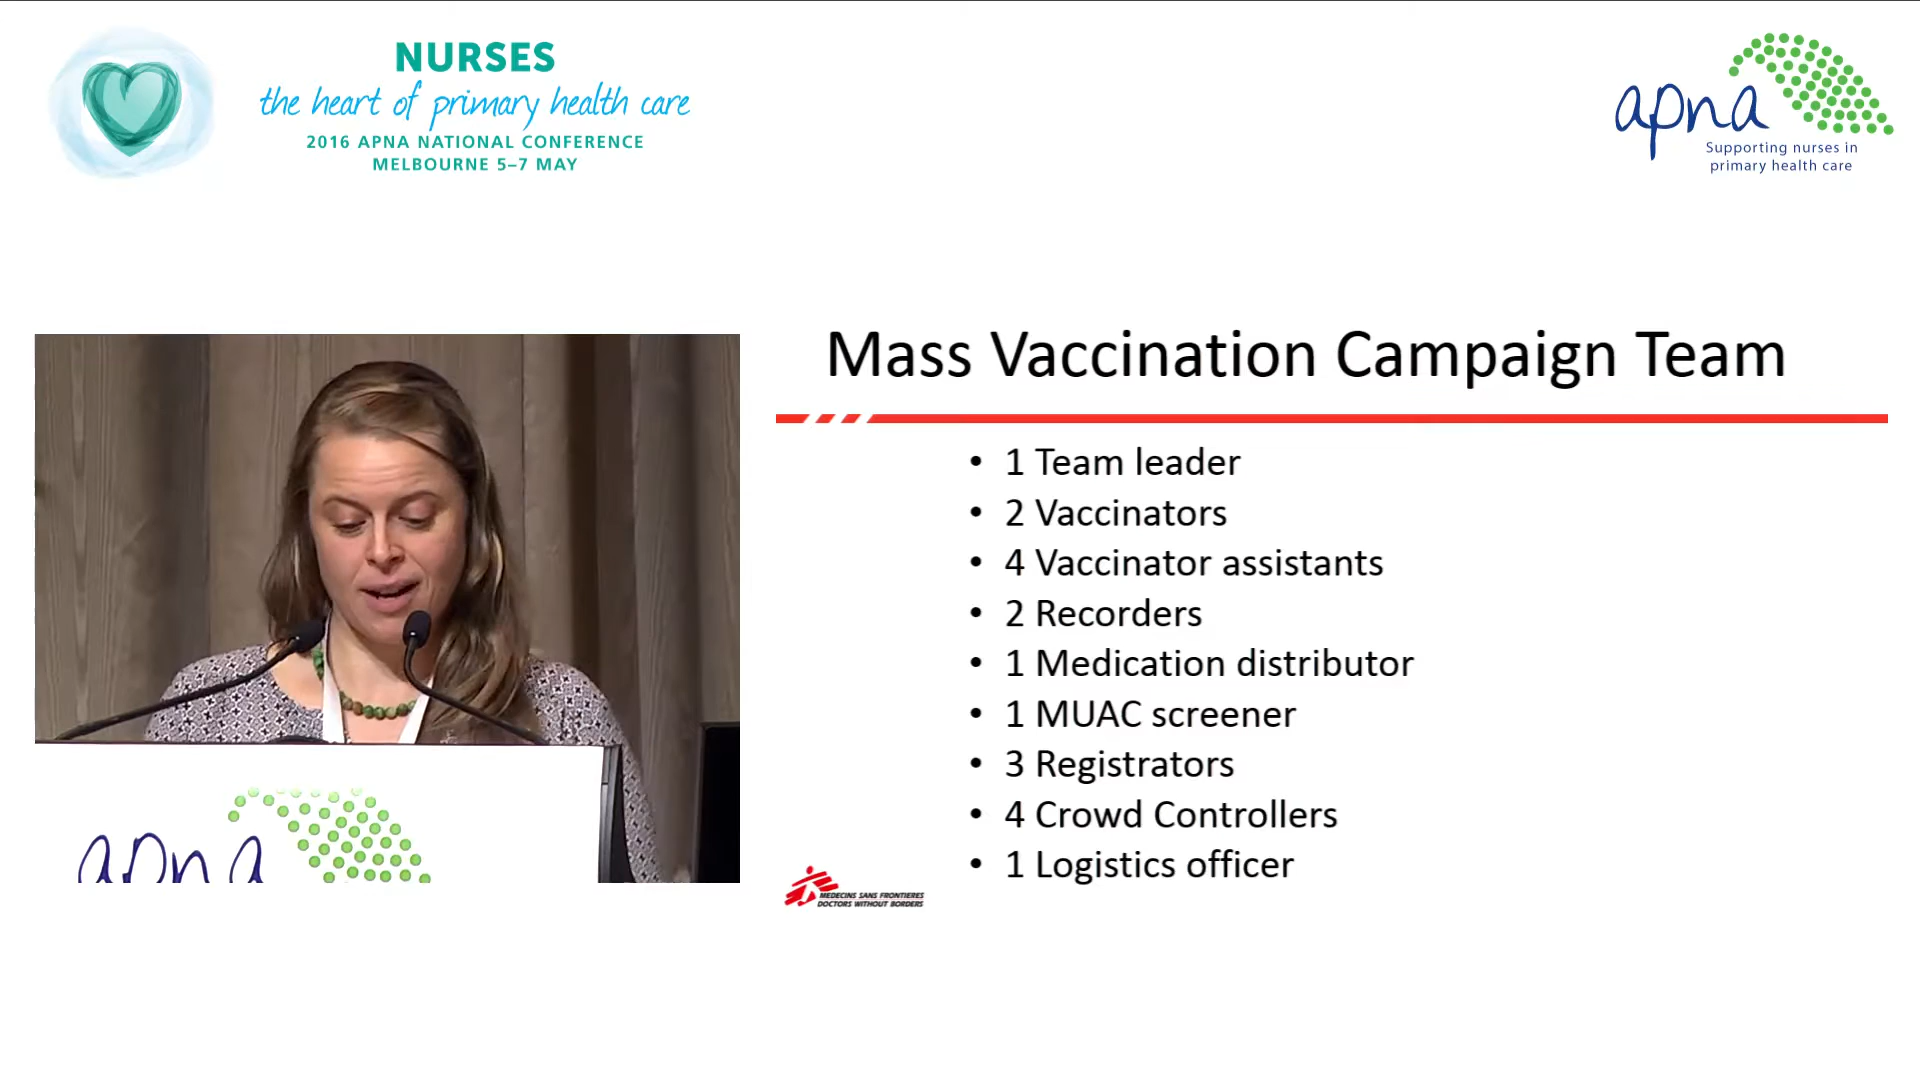 NURSES
the heart of primary health care
2016 APNA NATIONAL CONFERENCE
MELBOURNE 5–7 MAY
apna
Supporting nurses in
primary health care
Mass Vaccination Campaign Team
• 1 Team leader
• 2 Vaccinators
• 4 Vaccinator assistants
• 2 Recorders
• 1 Medication distributor
• 1 MUAC screener
• 3 Registrators
• 4 Crowd Controllers
• 1 Logistics officer
MEDECINS SANS FRONTIERES
DOCTORS WITHOUT BORDERS
apna